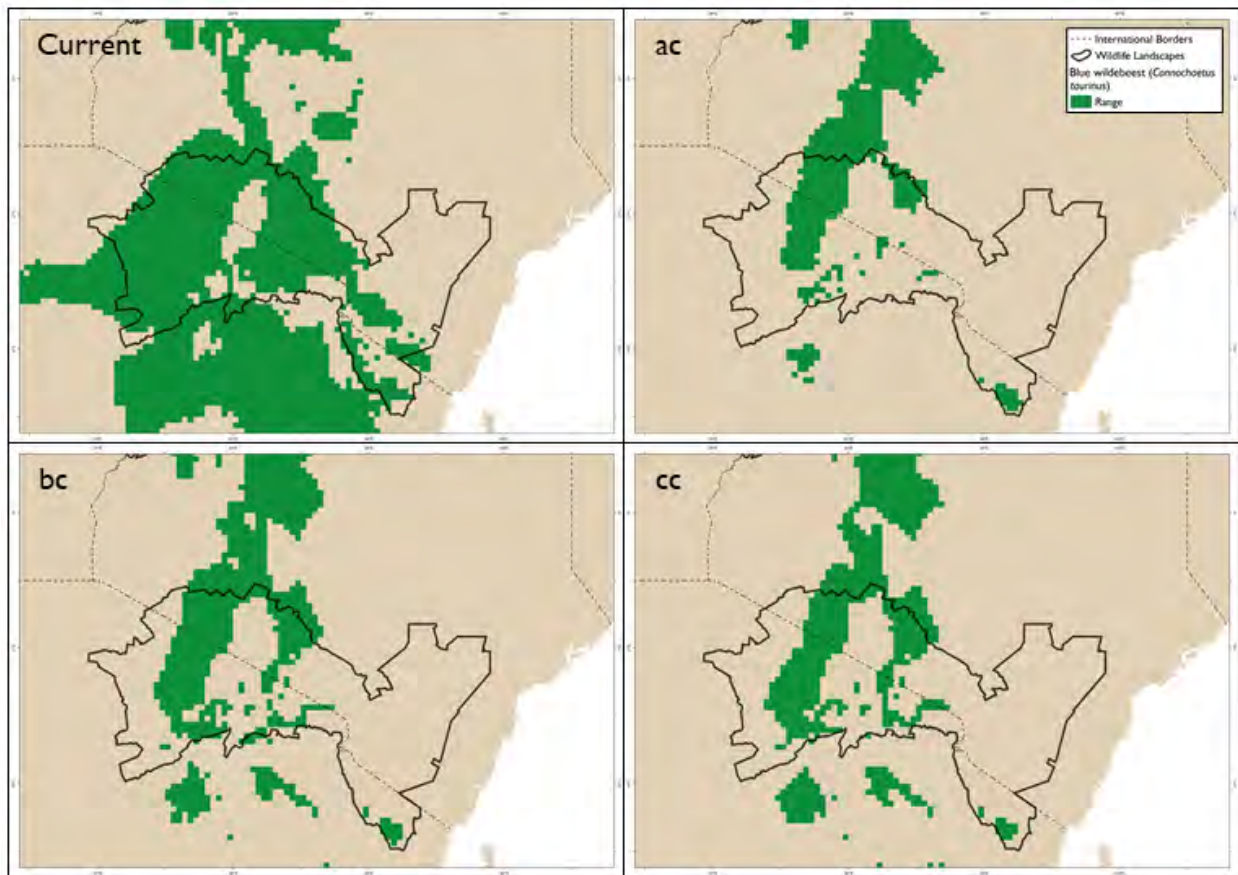 Current
ac
International Borders
Wildlife Landscapes
Blue wildebeest (Connochoetus
taurinus)
Range
bc
cc